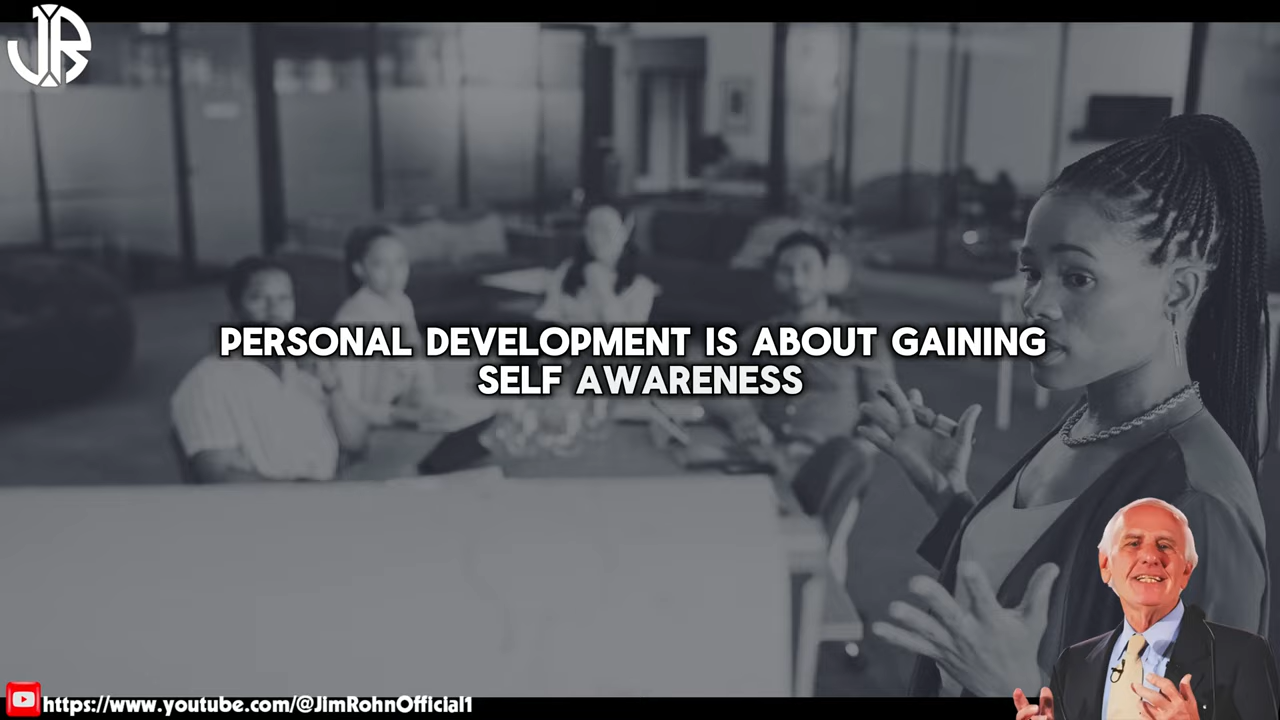 JR
PERSONAL DEVELOPMENT IS ABOUT GAINING
SELF AWARENESS
https://www.youtube.com/@JimRohnOfficial1